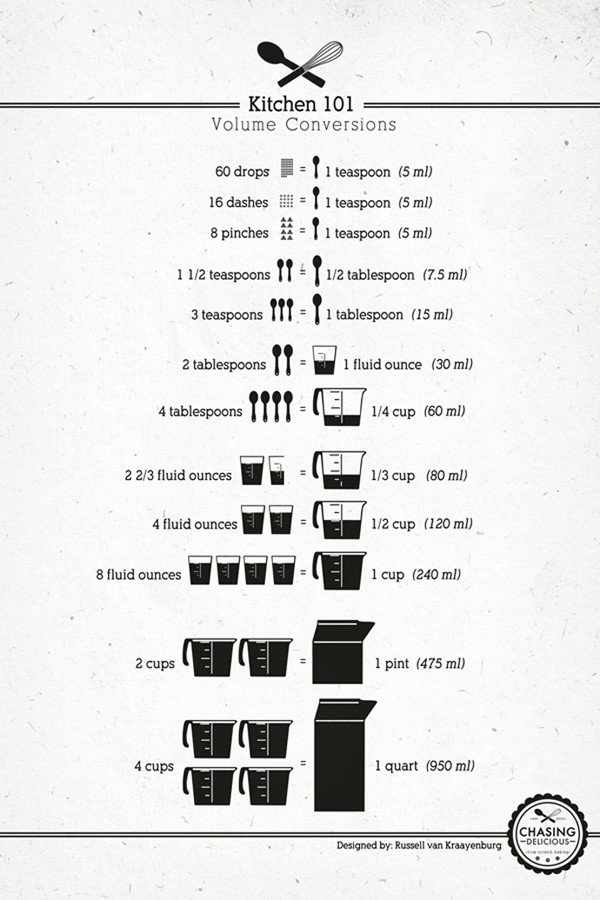 Kitchen 101
Volume Conversions
60 drops = 1 teaspoon (5 ml)
16 dashes = 1 teaspoon (5 ml)
8 pinches = 1 teaspoon (5 ml)
1 1/2 teaspoons = 1/2 tablespoon (7.5 ml)
3 teaspoons = 1 tablespoon (15 ml)
2 tablespoons = 1 fluid ounce (30 ml)
4 tablespoons = 1/4 cup (60 ml)
2 2/3 fluid ounces = 1/3 cup (80 ml)
4 fluid ounces = 1/2 cup (120 ml)
8 fluid ounces = 1 cup (240 ml)
2 cups = 1 pint (475 ml)
4 cups = 1 quart (950 ml)
Designed by: Russell van Kraayenburg
CHASING
DELICIOUS